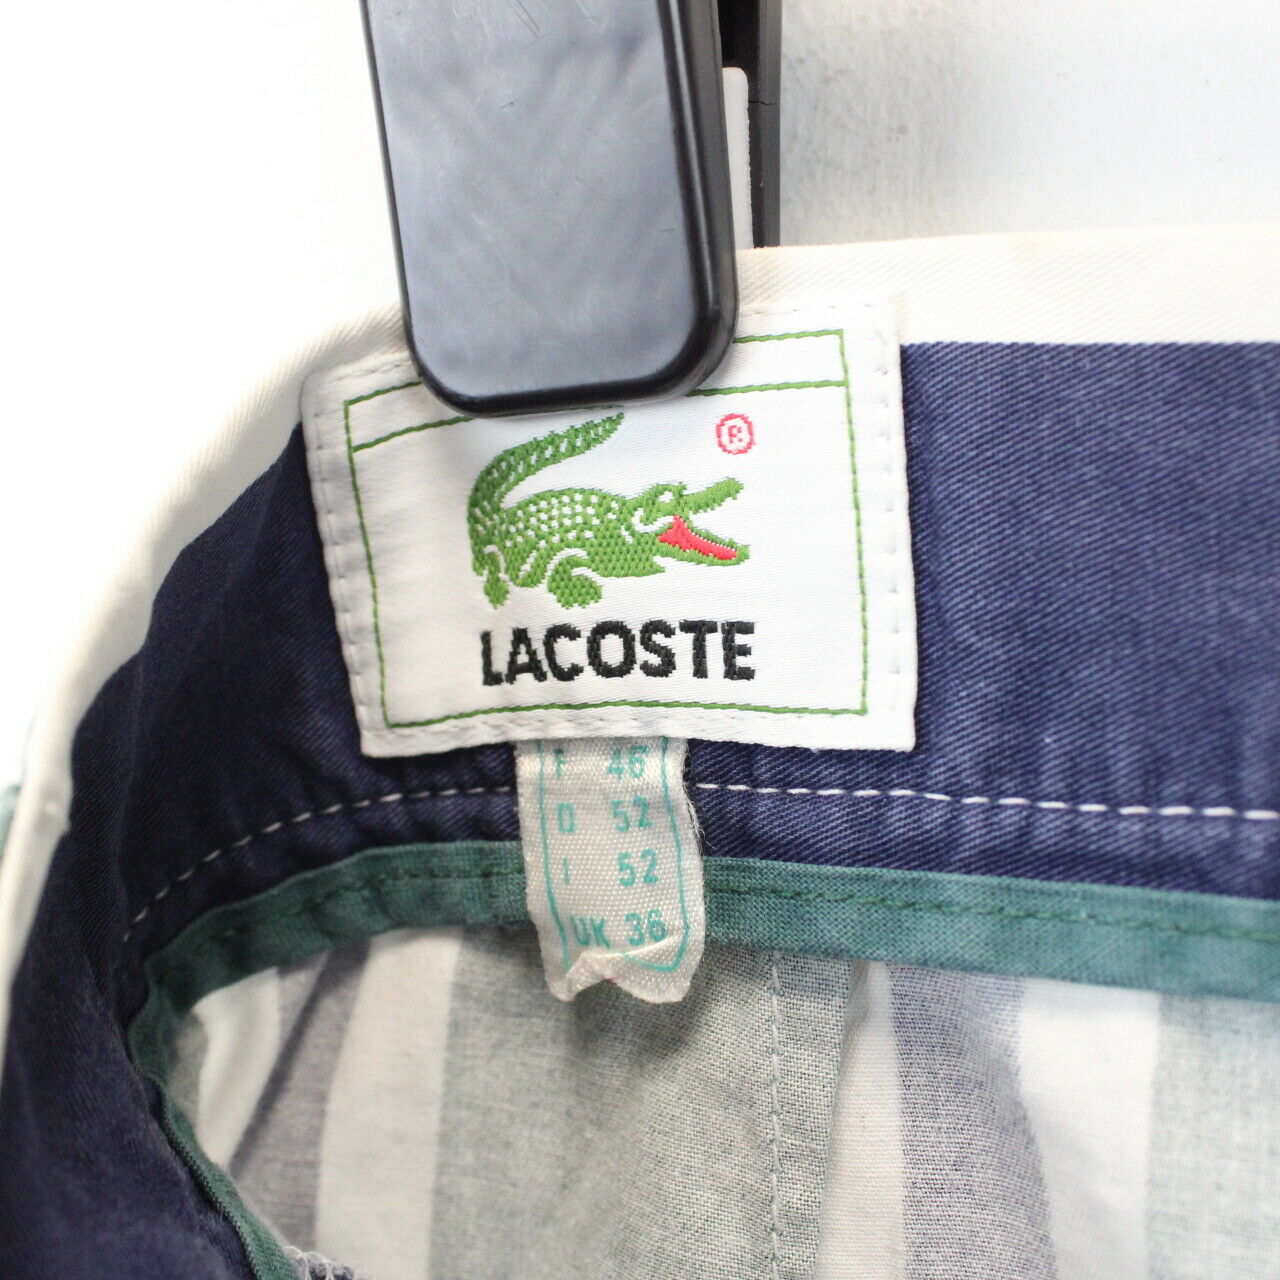 ®
LACOSTE
F 46
D 52
I 52
UK 36